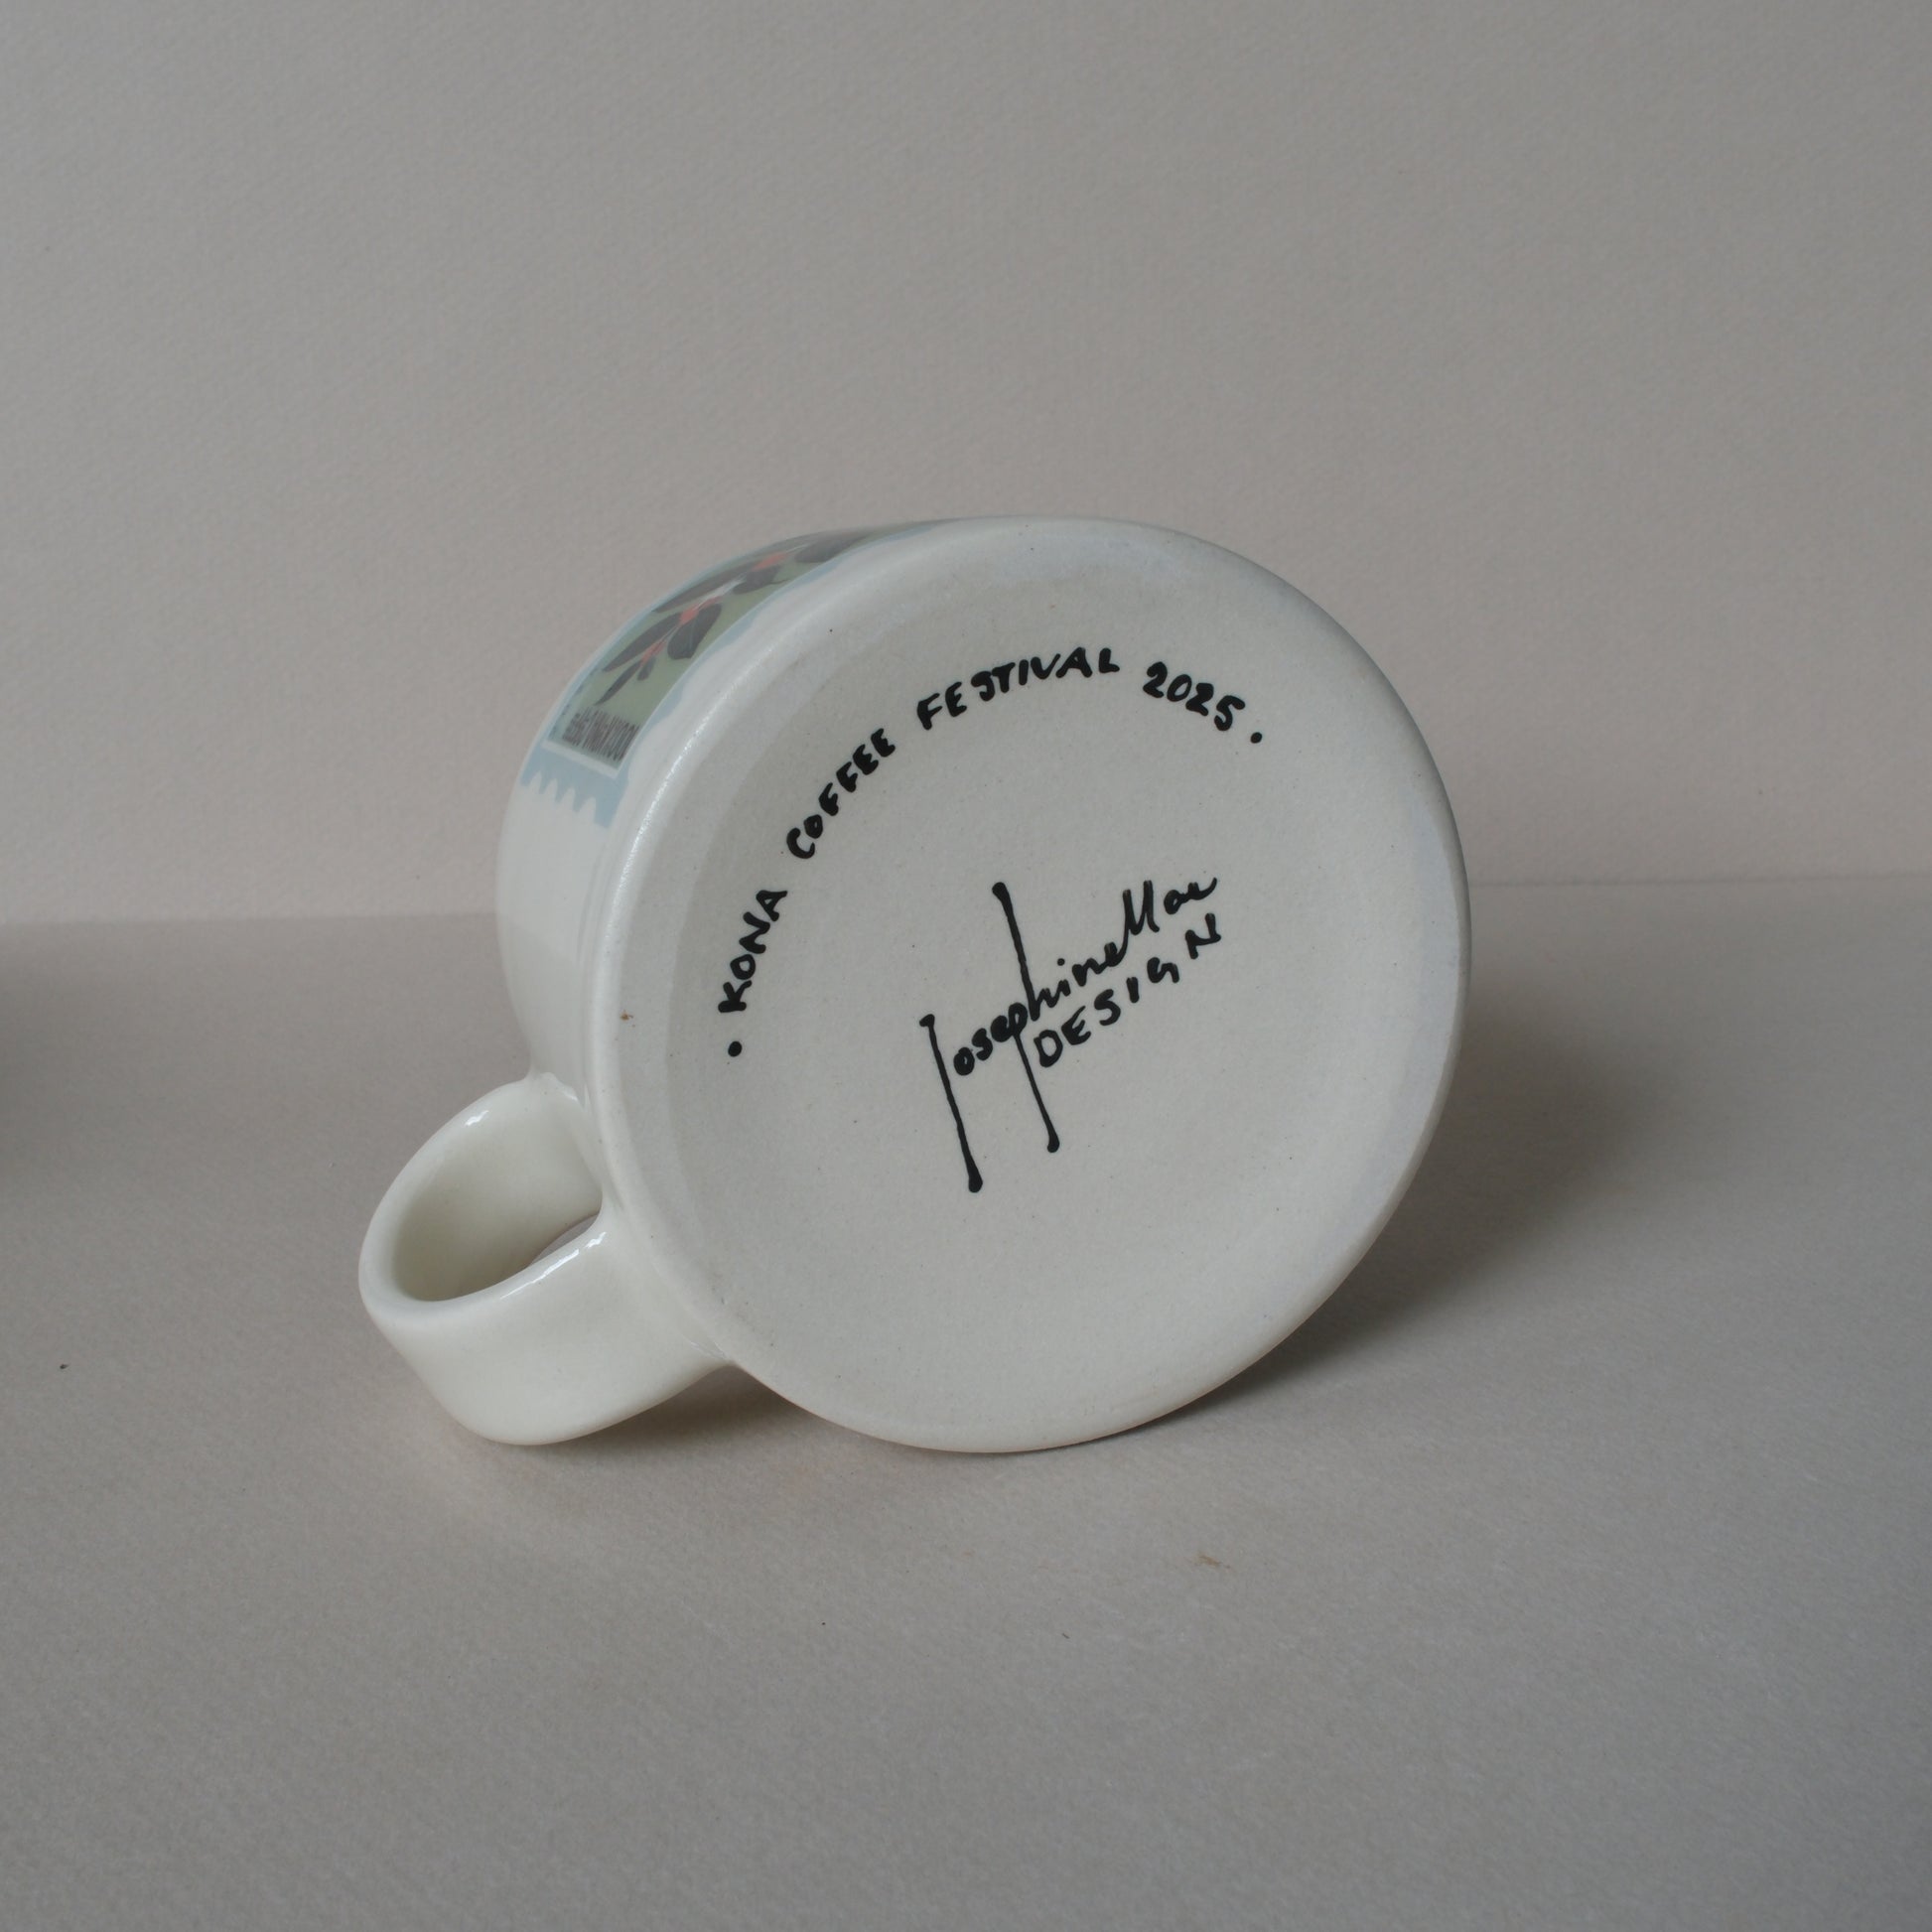 • KONA COFFEE FESTIVAL 2025 •
JosephineMae
DESIGN